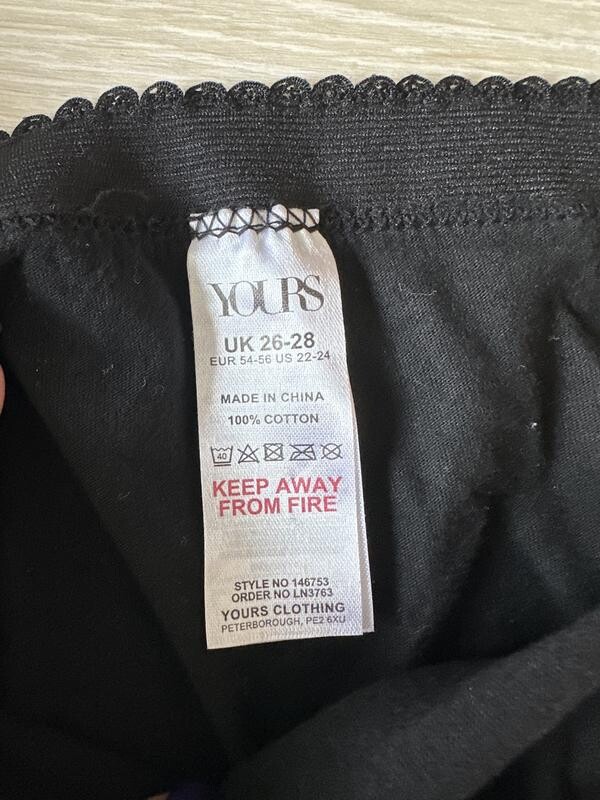 YOURS
UK 26-28
EUR 54-56 US 22-24
MADE IN CHINA
100% COTTON
40
KEEP AWAY
FROM FIRE
STYLE NO 146753
ORDER NO LN3763
YOURS CLOTHING
PETERBOROUGH, PE2 6XU